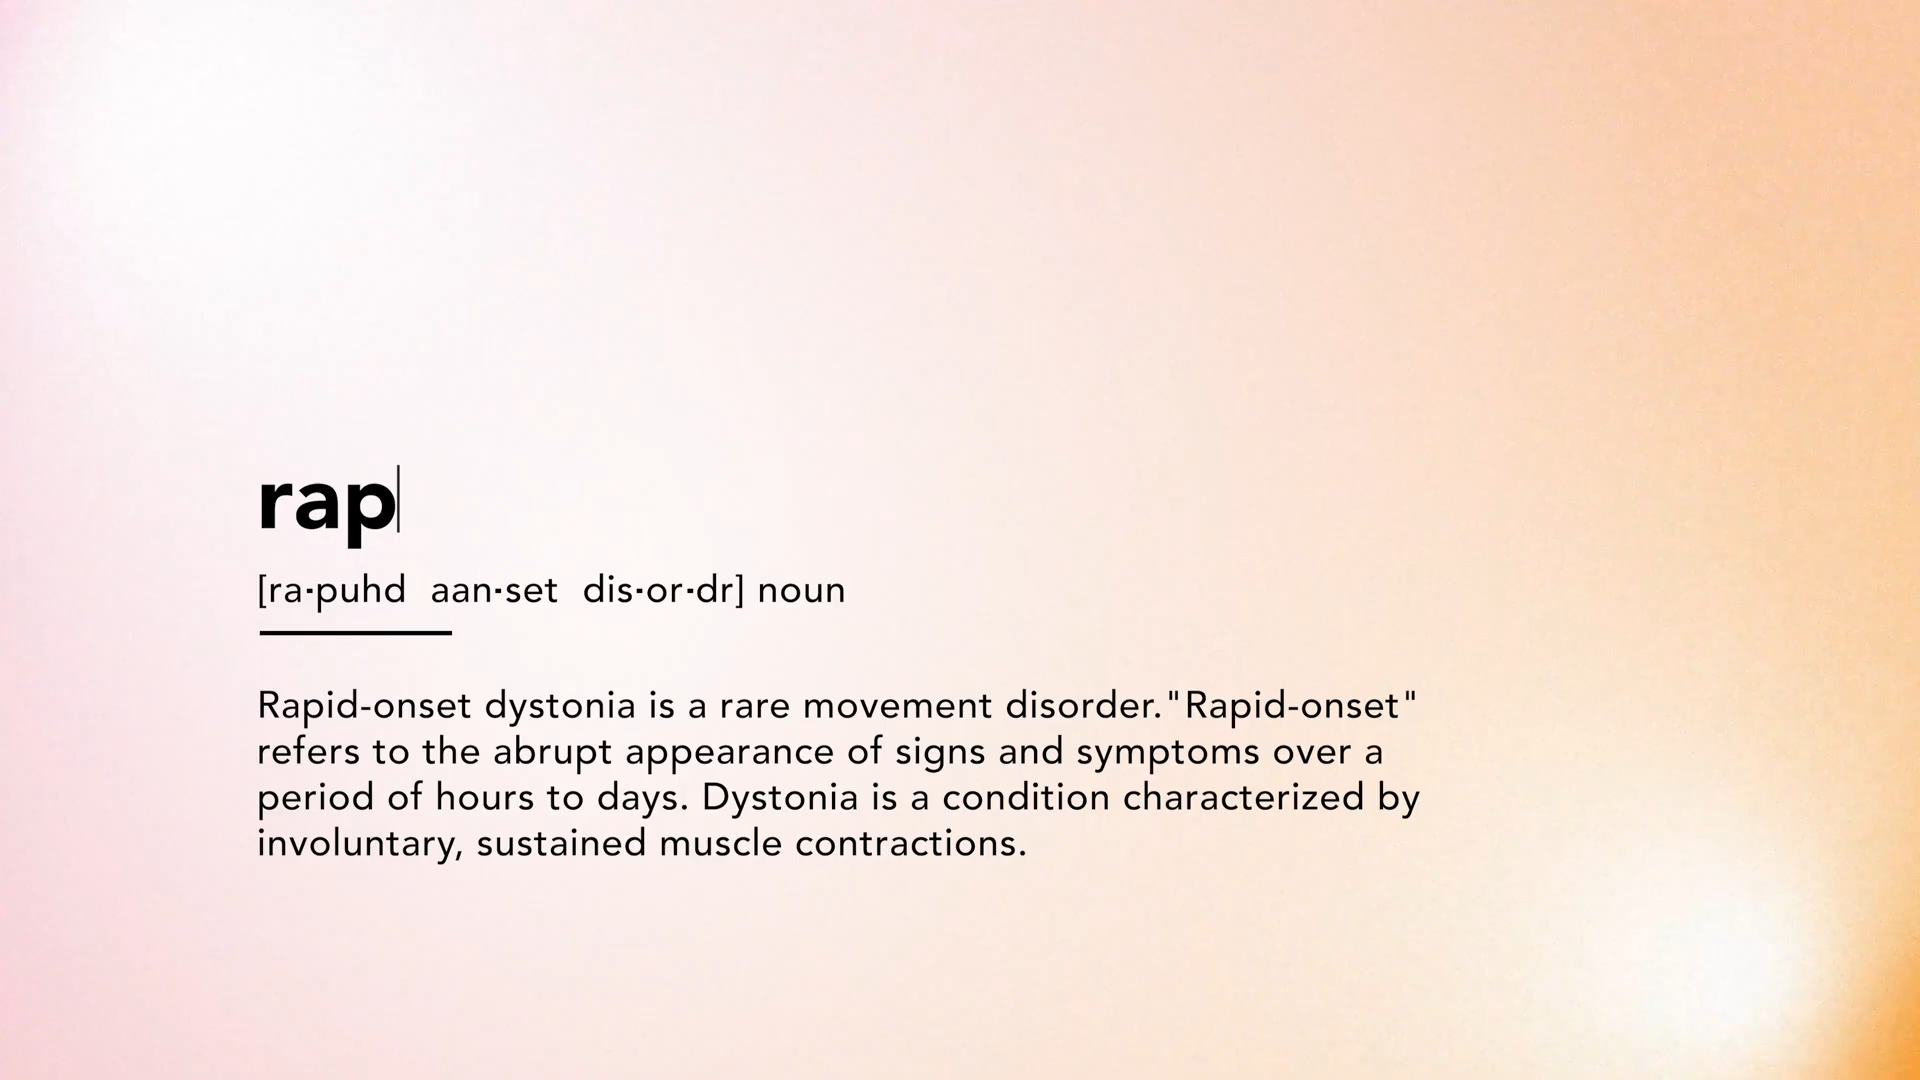 rap
[ra·puhd aan·set dis·or·dr] noun
Rapid-onset dystonia is a rare movement disorder."Rapid-onset"
refers to the abrupt appearance of signs and symptoms over a
period of hours to days. Dystonia is a condition characterized by
involuntary, sustained muscle contractions.